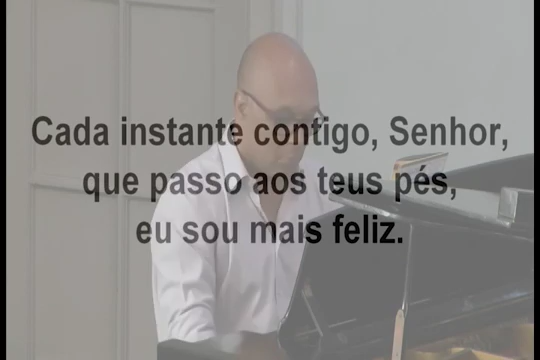 Cada instante contigo, Senhor,
que passo aos teus pés,
eu sou mais feliz.